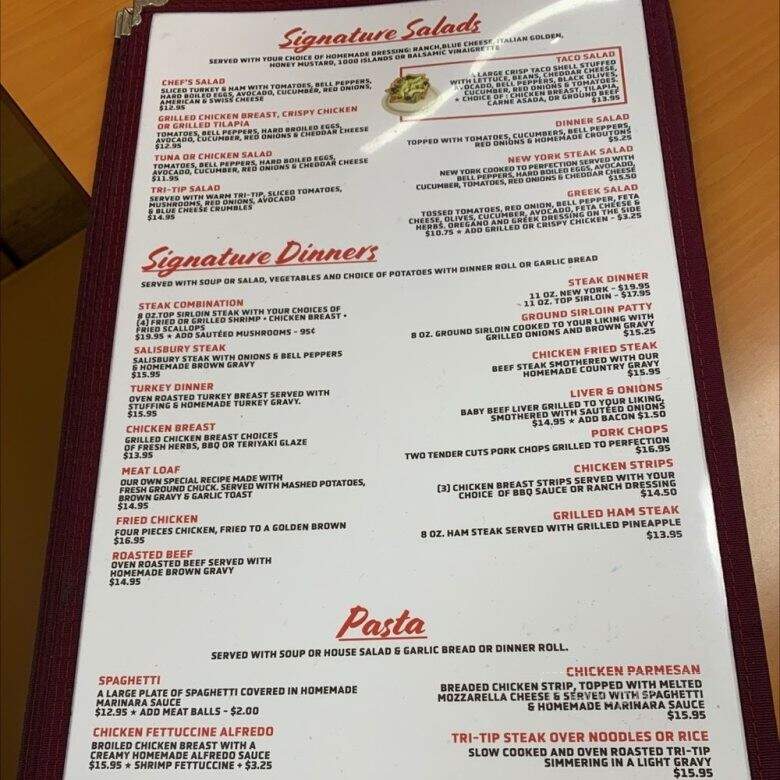 Signature Salads
SERVED WITH YOUR CHOICE OF HOMEMADE DRESSING: RANCH, BLUE CHEESE, ITALIAN GOLDEN,
HONEY MUSTARD, 1000 ISLANDS OR BALSAMIC VINAIGRETTE
CHEF'S SALAD
SLICED TURKEY & HAM WITH TOMATOES, BELL PEPPERS,
HARD BOILED EGGS, AVOCADO, CUCUMBER, RED ONIONS,
AMERICAN & SWISS CHEESE
$12.95
GRILLED CHICKEN BREAST, CRISPY CHICKEN
OR GRILLED TILAPIA
TOMATOES, BELL PEPPERS, HARD BROILED EGGS,
AVOCADO, CUCUMBER, RED ONIONS & CHEDDAR CHEESE
$12.95
TUNA OR CHICKEN SALAD
TOMATOES, BELL PEPPERS, HARD BOILED EGGS,
AVOCADO, CUCUMBER, RED ONIONS & CHEDDAR CHEESE
$11.95
TRI-TIP SALAD
SERVED WITH WARM TRI-TIP, SLICED TOMATOES,
MUSHROOMS, RED ONIONS, AVOCADO
& BLUE CHEESE CRUMBLES
$14.95
TACO SALAD
A LARGE CRISP TACO SHELL STUFFED
WITH LETTUCE, BEANS, CHEDDAR CHEESE,
AVOCADO, BELL PEPPERS, BLACK OLIVES,
CUCUMBER, RED ONIONS & TOMATOES.
★ CHOICE OF: CHICKEN BREAST, TILAPIA,
CARNE ASADA, OR GROUND BEEF
$13.95
DINNER SALAD
TOPPED WITH TOMATOES, CUCUMBERS, BELL PEPPERS,
RED ONIONS & HOMEMADE CROUTONS
$5.25
NEW YORK STEAK SALAD
NEW YORK COOKED TO PERFECTION SERVED WITH
BELL PEPPERS, HARD BOILED EGGS, AVOCADO,
CUCUMBER, TOMATOES, RED ONIONS & CHEDDAR CHEESE
$15.50
GREEK SALAD
TOSSED TOMATOES, RED ONION, BELL PEPPER, FETA
CHEESE, OLIVES, CUCUMBER, AVOCADO, FETA CHEESE &
HERBS. OREGANO AND GREEK DRESSING ON THE SIDE
$10.75 ★ ADD GRILLED OR CRISPY CHICKEN - $3.25
Signature Dinners
SERVED WITH SOUP OR SALAD, VEGETABLES AND CHOICE OF POTATOES WITH DINNER ROLL OR GARLIC BREAD
STEAK COMBINATION
8 OZ.TOP SIRLOIN STEAK WITH YOUR CHOICES OF
(4) FRIED OR GRILLED SHRIMP • CHICKEN BREAST •
FRIED SCALLOPS
$19.95 ★ ADD SAUTÉED MUSHROOMS - 95¢
SALISBURY STEAK
SALISBURY STEAK WITH ONIONS & BELL PEPPERS
& HOMEMADE BROWN GRAVY
$15.95
TURKEY DINNER
OVEN ROASTED TURKEY BREAST SERVED WITH
STUFFING & HOMEMADE TURKEY GRAVY.
$15.95
CHICKEN BREAST
GRILLED CHICKEN BREAST CHOICES
OF FRESH HERBS, BBQ OR TERIYAKI GLAZE
$13.95
MEAT LOAF
OUR OWN SPECIAL RECIPE MADE WITH
FRESH GROUND CHUCK. SERVED WITH MASHED POTATOES,
BROWN GRAVY & GARLIC TOAST
$14.95
FRIED CHICKEN
FOUR PIECES CHICKEN, FRIED TO A GOLDEN BROWN
$16.95
ROASTED BEEF
OVEN ROASTED BEEF SERVED WITH
HOMEMADE BROWN GRAVY
$14.95
STEAK DINNER
11 OZ. NEW YORK - $19.95
11 OZ. TOP SIRLOIN - $17.95
GROUND SIRLOIN PATTY
8 OZ. GROUND SIRLOIN COOKED TO YOUR LIKING WITH
GRILLED ONIONS AND BROWN GRAVY
$15.25
CHICKEN FRIED STEAK
BEEF STEAK SMOTHERED WITH OUR
HOMEMADE COUNTRY GRAVY
$15.95
LIVER & ONIONS
BABY BEEF LIVER GRILLED TO YOUR LIKING,
SMOTHERED WITH SAUTÉED ONIONS
$14.95 ★ ADD BACON $1.50
PORK CHOPS
TWO TENDER CUTS PORK CHOPS GRILLED TO PERFECTION
$16.95
CHICKEN STRIPS
(3) CHICKEN BREAST STRIPS SERVED WITH YOUR
CHOICE OF BBQ SAUCE OR RANCH DRESSING
$14.50
GRILLED HAM STEAK
8 OZ. HAM STEAK SERVED WITH GRILLED PINEAPPLE
$13.95
Pasta
SERVED WITH SOUP OR HOUSE SALAD & GARLIC BREAD OR DINNER ROLL.
SPAGHETTI
A LARGE PLATE OF SPAGHETTI COVERED IN HOMEMADE
MARINARA SAUCE
$12.95 ★ ADD MEAT BALLS - $2.00
CHICKEN FETTUCCINE ALFREDO
BROILED CHICKEN BREAST WITH A
CREAMY HOMEMADE ALFREDO SAUCE
$15.95 ★ SHRIMP FETTUCCINE + $3.25
CHICKEN PARMESAN
BREADED CHICKEN STRIP, TOPPED WITH MELTED
MOZZARELLA CHEESE & SERVED WITH SPAGHETTI
& HOMEMADE MARINARA SAUCE
$15.95
TRI-TIP STEAK OVER NOODLES OR RICE
SLOW COOKED AND OVEN ROASTED TRI-TIP
SIMMERING IN A LIGHT GRAVY
$15.95